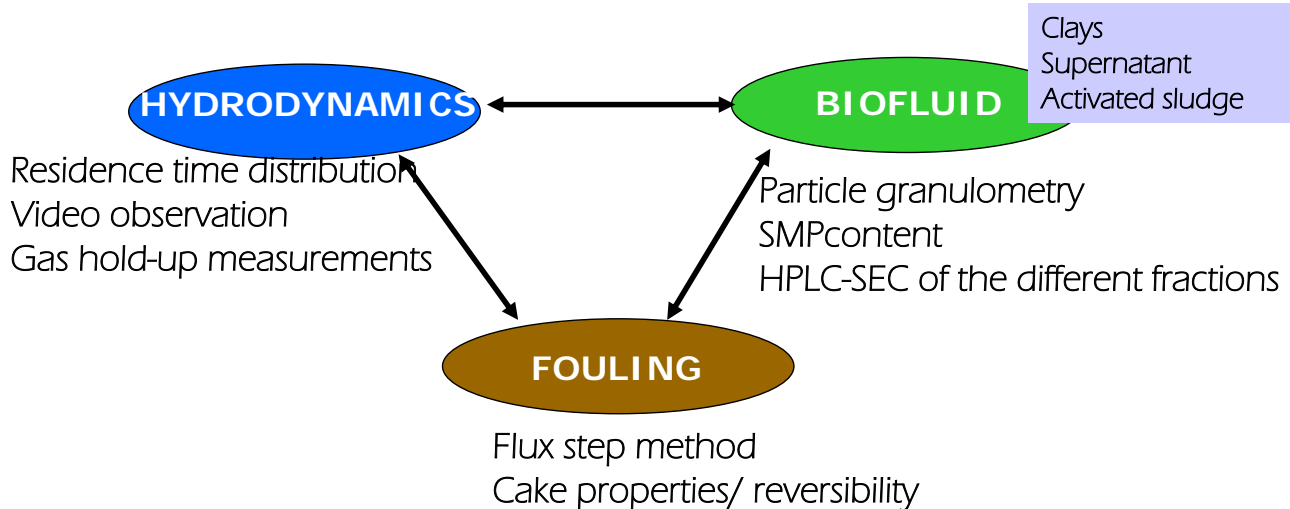 Clays
Supernatant
Activated sludge
HYDRODYNAMICS
BIOFLUID
Residence time distribution
Video observation
Gas hold-up measurements
Particle granulometry
SMPcontent
HPLC-SEC of the different fractions
FOULING
Flux step method
Cake properties/ reversibility